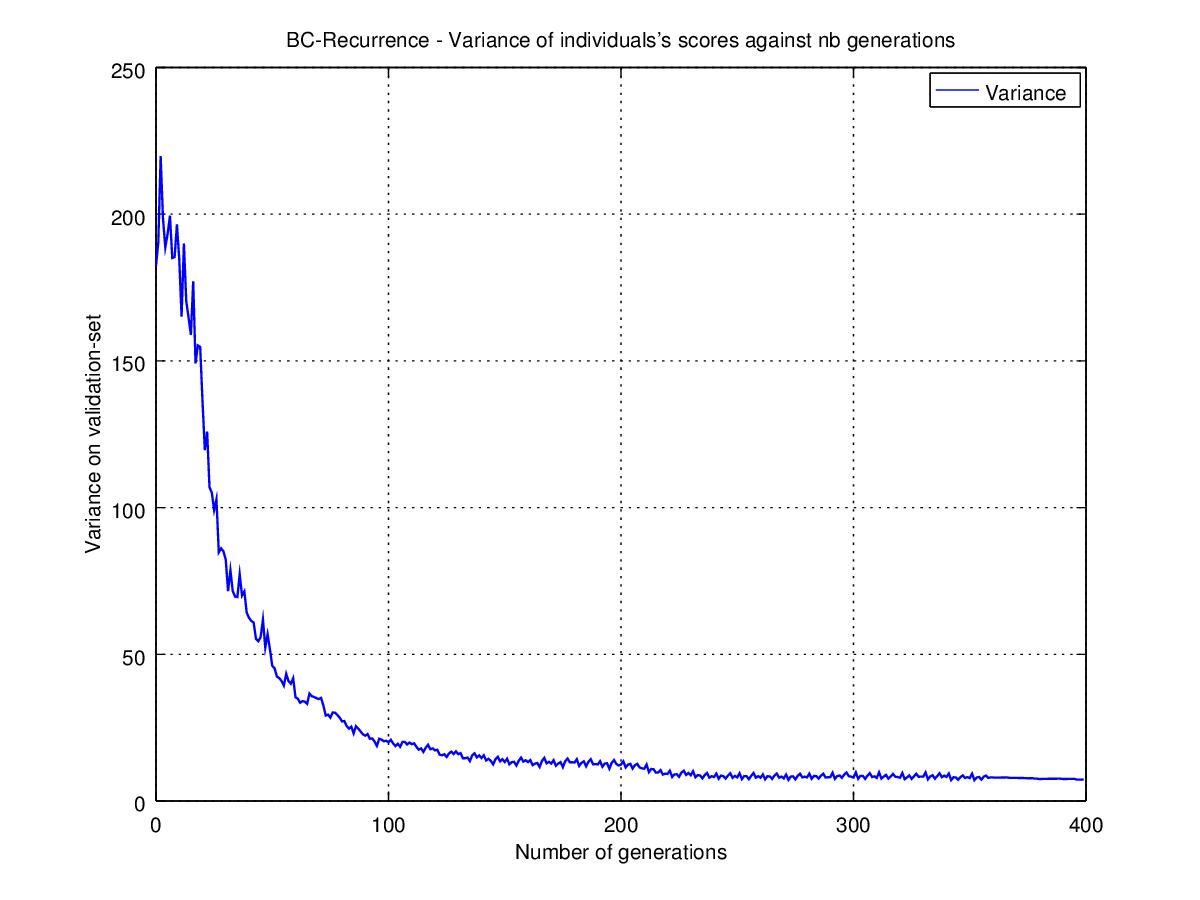 BC-Recurrence - Variance of individuals's scores against nb generations
250
Variance
200
150
100
50
0
Variance on validation-set
0 100 200 300 400
Number of generations